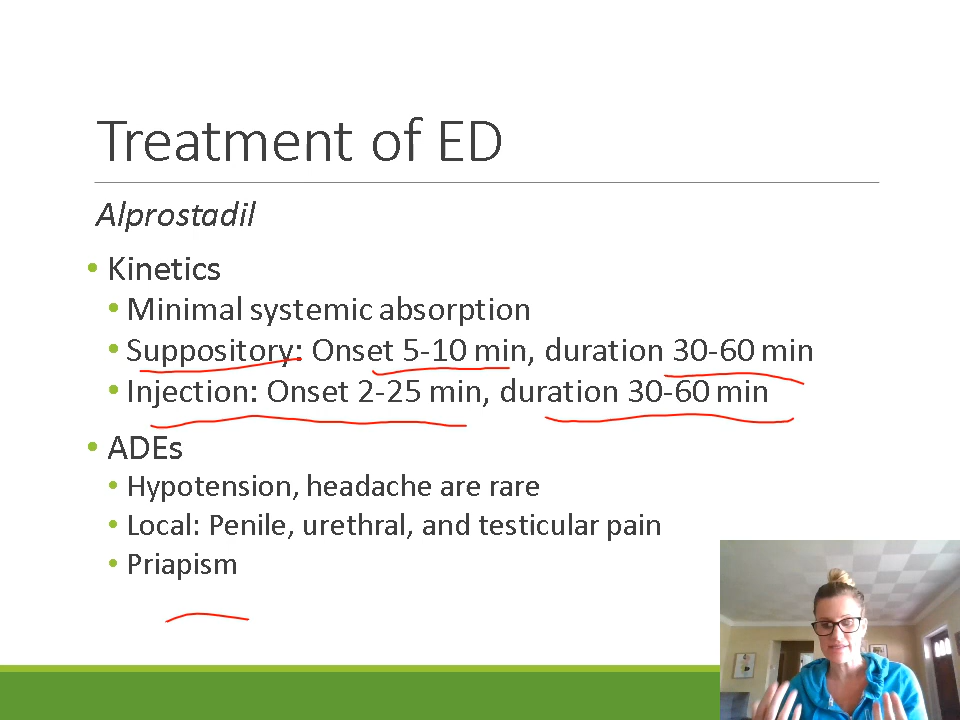 Treatment of ED
Alprostadil
• Kinetics
• Minimal systemic absorption
• Suppository: Onset 5-10 min, duration 30-60 min
• Injection: Onset 2-25 min, duration 30-60 min
• ADEs
• Hypotension, headache are rare
• Local: Penile, urethral, and testicular pain
• Priapism